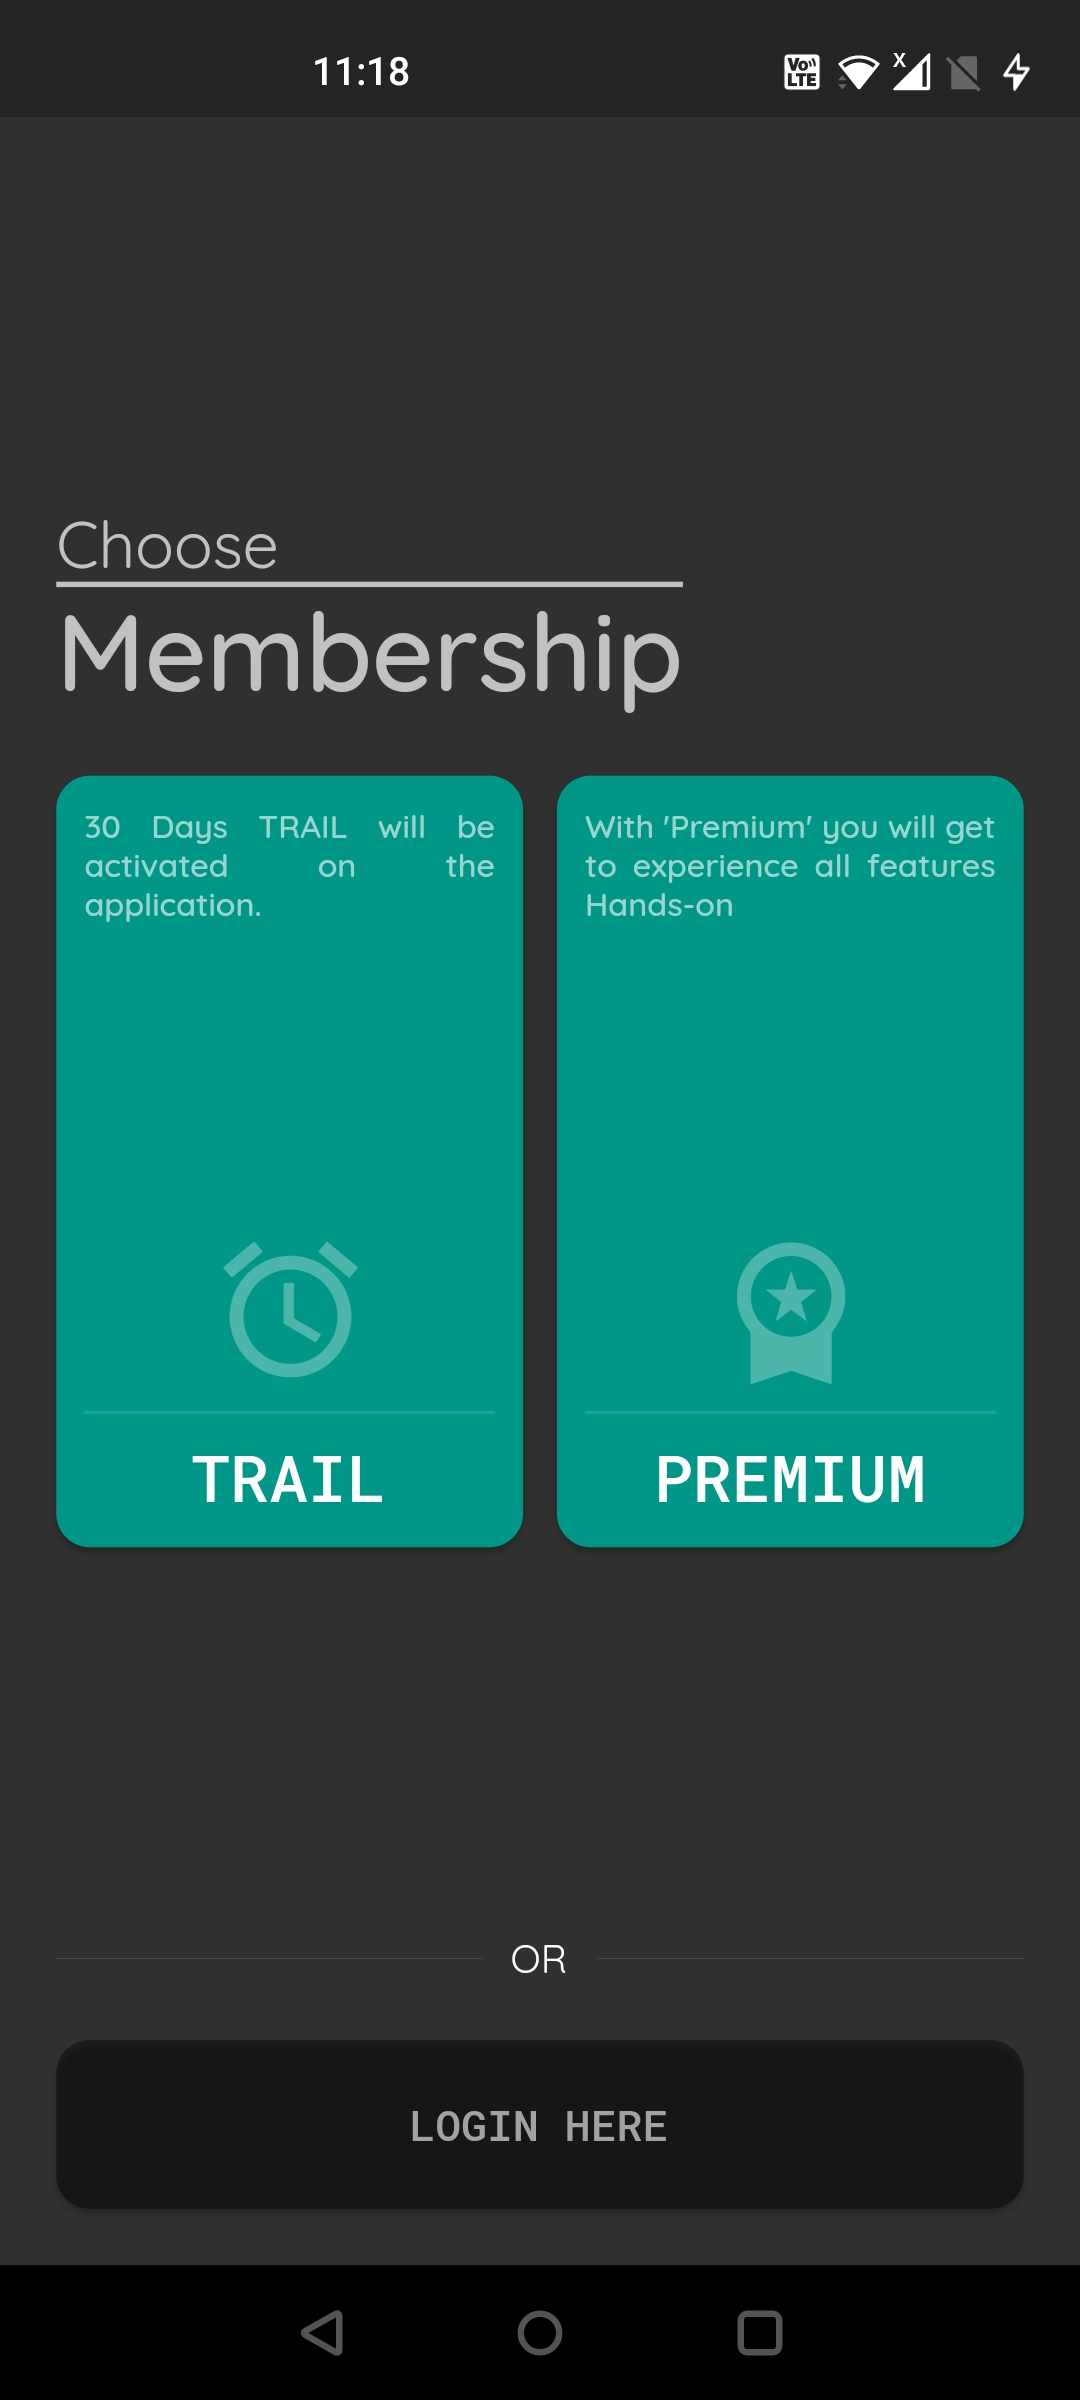 11:18
Vo LTE
X
Choose
Membership
30 Days TRAIL will be
activated on the
application.
With 'Premium' you will get
to experience all features
Hands-on
TRAIL
PREMIUM
OR
LOGIN HERE